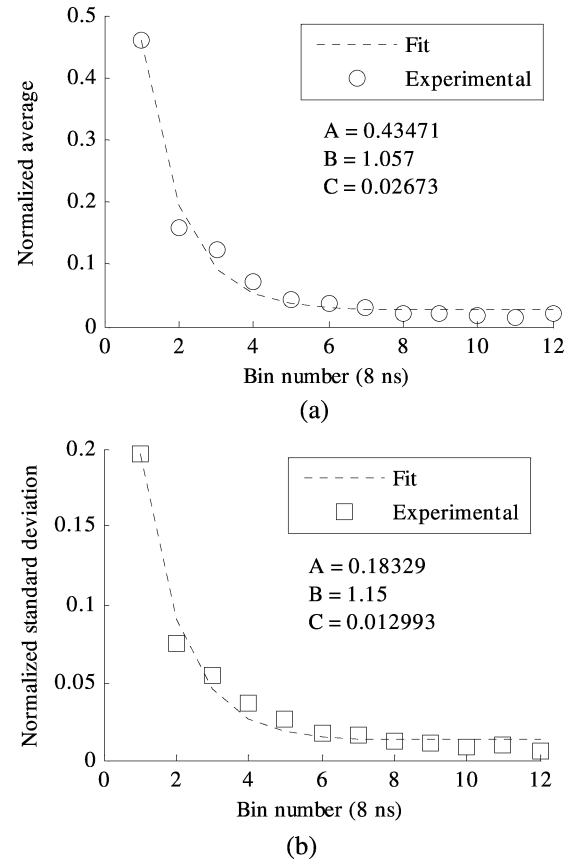 0.5
0.4
0.3
0.2
0.1
0
Normalized average
Fit
Experimental
A = 0.43471
B = 1.057
C = 0.02673
0 2 4 6 8 10 12
Bin number (8 ns)
(a)
0.2
0.15
0.1
0.05
0
Normalized standard deviation
Fit
Experimental
A = 0.18329
B = 1.15
C = 0.012993
0 2 4 6 8 10 12
Bin number (8 ns)
(b)